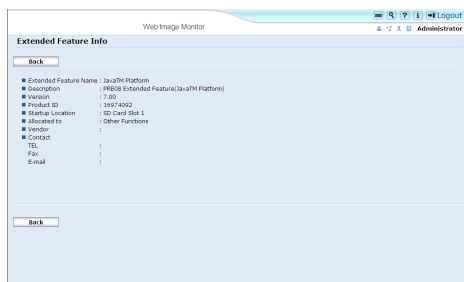 Logout
Web Image Monitor
Administrator
Extended Feature Info
Back
Extended Feature Name : JavaTM Platform
Description : PRE08 Extended Feature(JavaTM Platform)
Version : 7.00
Product ID : 16974092
Startup Location : SD Card Slot 1
Allocated to : Other Functions
Vendor :
Contact
TEL :
Fax :
E-mail :
Back